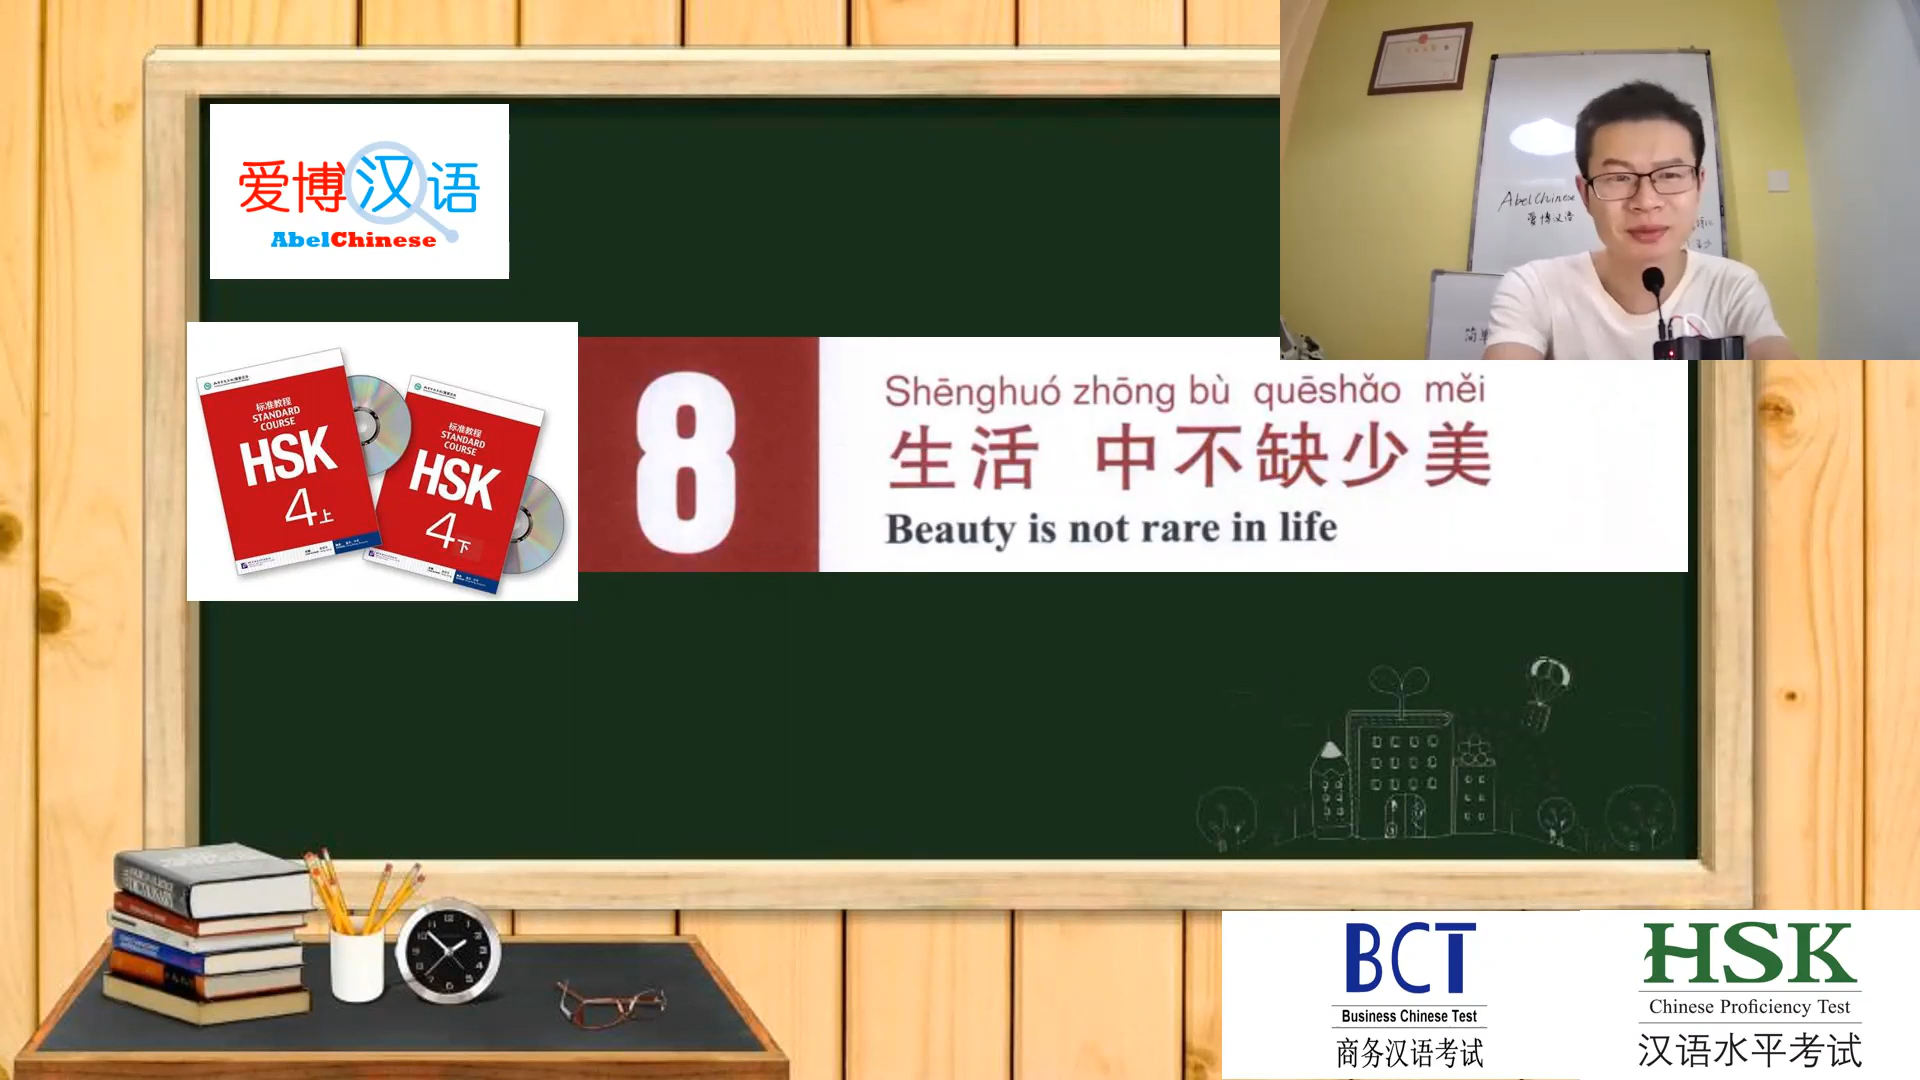 爱博汉语
AbelChinese
AbelChinese
爱博汉语
简单
标准教程
STANDARD
COURSE
HSK
4上
标准教程
STANDARD
COURSE
HSK
4下
8
Shēnghuó zhōng bù quēshǎo měi
生活 中不缺少美
Beauty is not rare in life
BCT
Business Chinese Test
商务汉语考试
HSK
Chinese Proficiency Test
汉语水平考试